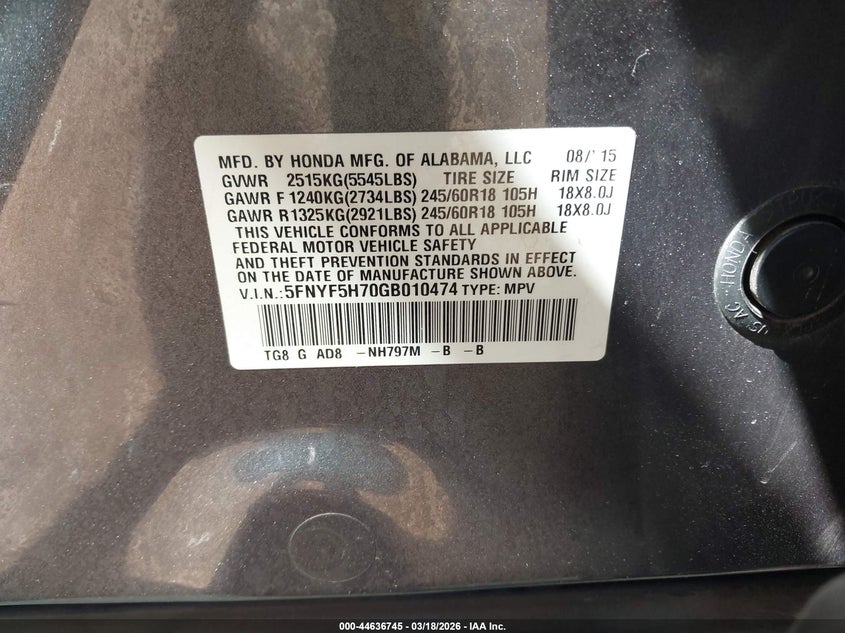 MFD. BY HONDA MFG. OF ALABAMA, LLC 08/'15
GVWR 2515KG(5545LBS) TIRE SIZE RIM SIZE
GAWR F 1240KG(2734LBS) 245/60R18 105H 18X8.0J
GAWR R 1325KG(2921LBS) 245/60R18 105H 18X8.0J
THIS VEHICLE CONFORMS TO ALL APPLICABLE
FEDERAL MOTOR VEHICLE SAFETY
AND THEFT PREVENTION STANDARDS IN EFFECT
ON THE DATE OF MANUFACTURE SHOWN ABOVE.
V.I.N.: 5FNYF5H70GB010474 TYPE: MPV
TG8 G AD8 -NH797M -B -B
HONDA
000-44636745 | 03/18/2026 | IAA Inc.